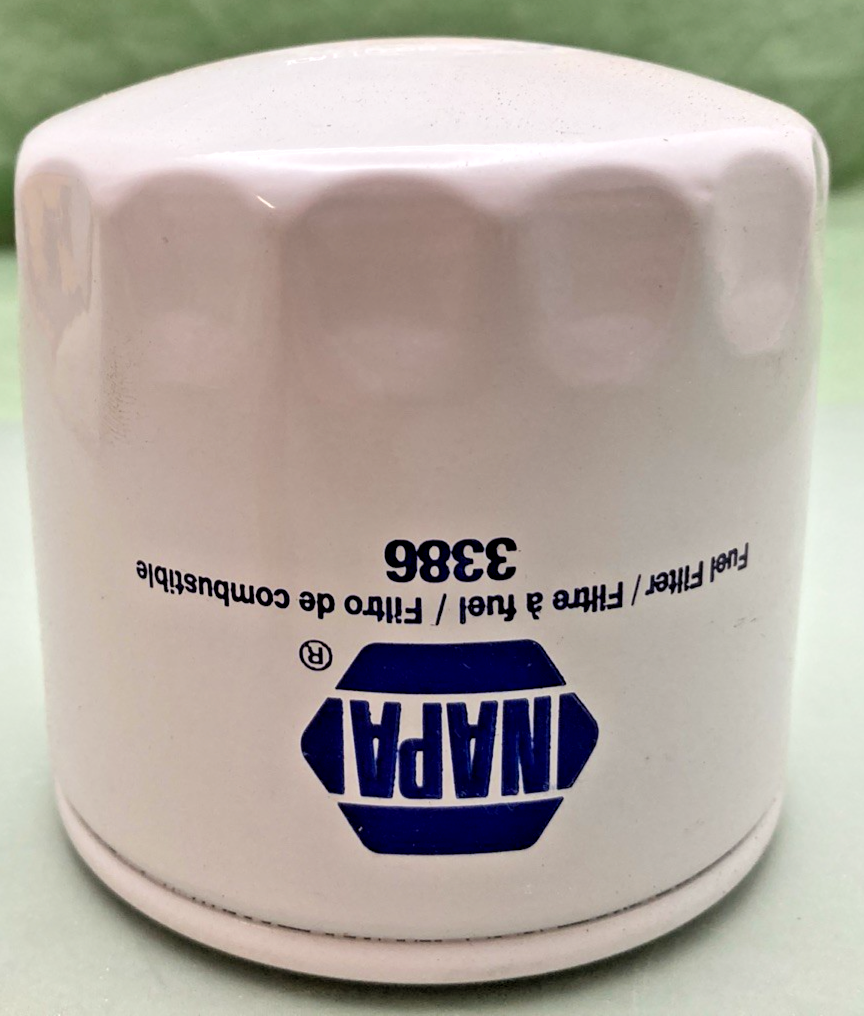 NAPA
®
Fuel Filter / Filtre à fuel / Filtro de combustible
3386